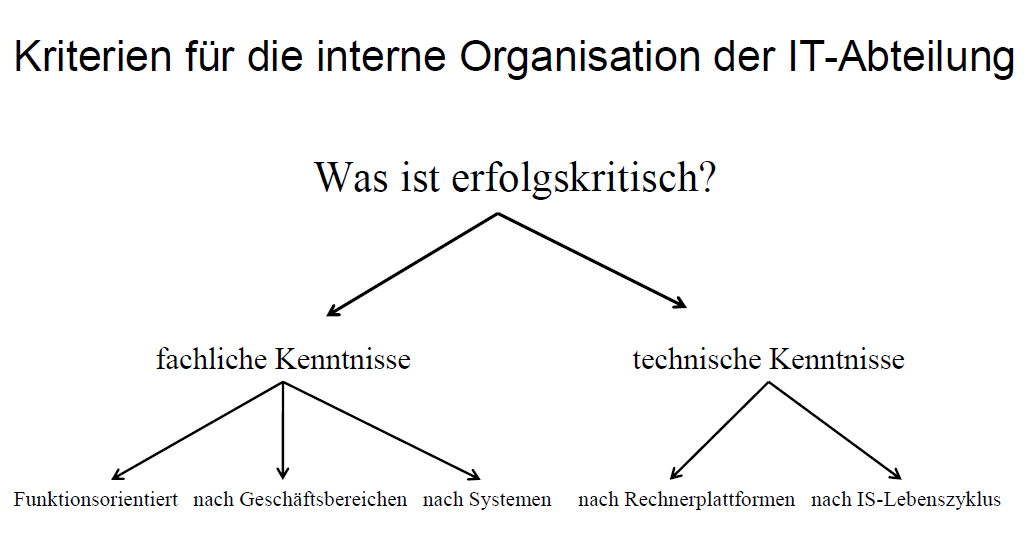 Kriterien für die interne Organisation der IT-Abteilung
Was ist erfolgskritisch?
fachliche Kenntnisse technische Kenntnisse
Funktionsorientiert nach Geschäftsbereichen nach Systemen nach Rechnerplattformen nach IS-Lebenszyklus